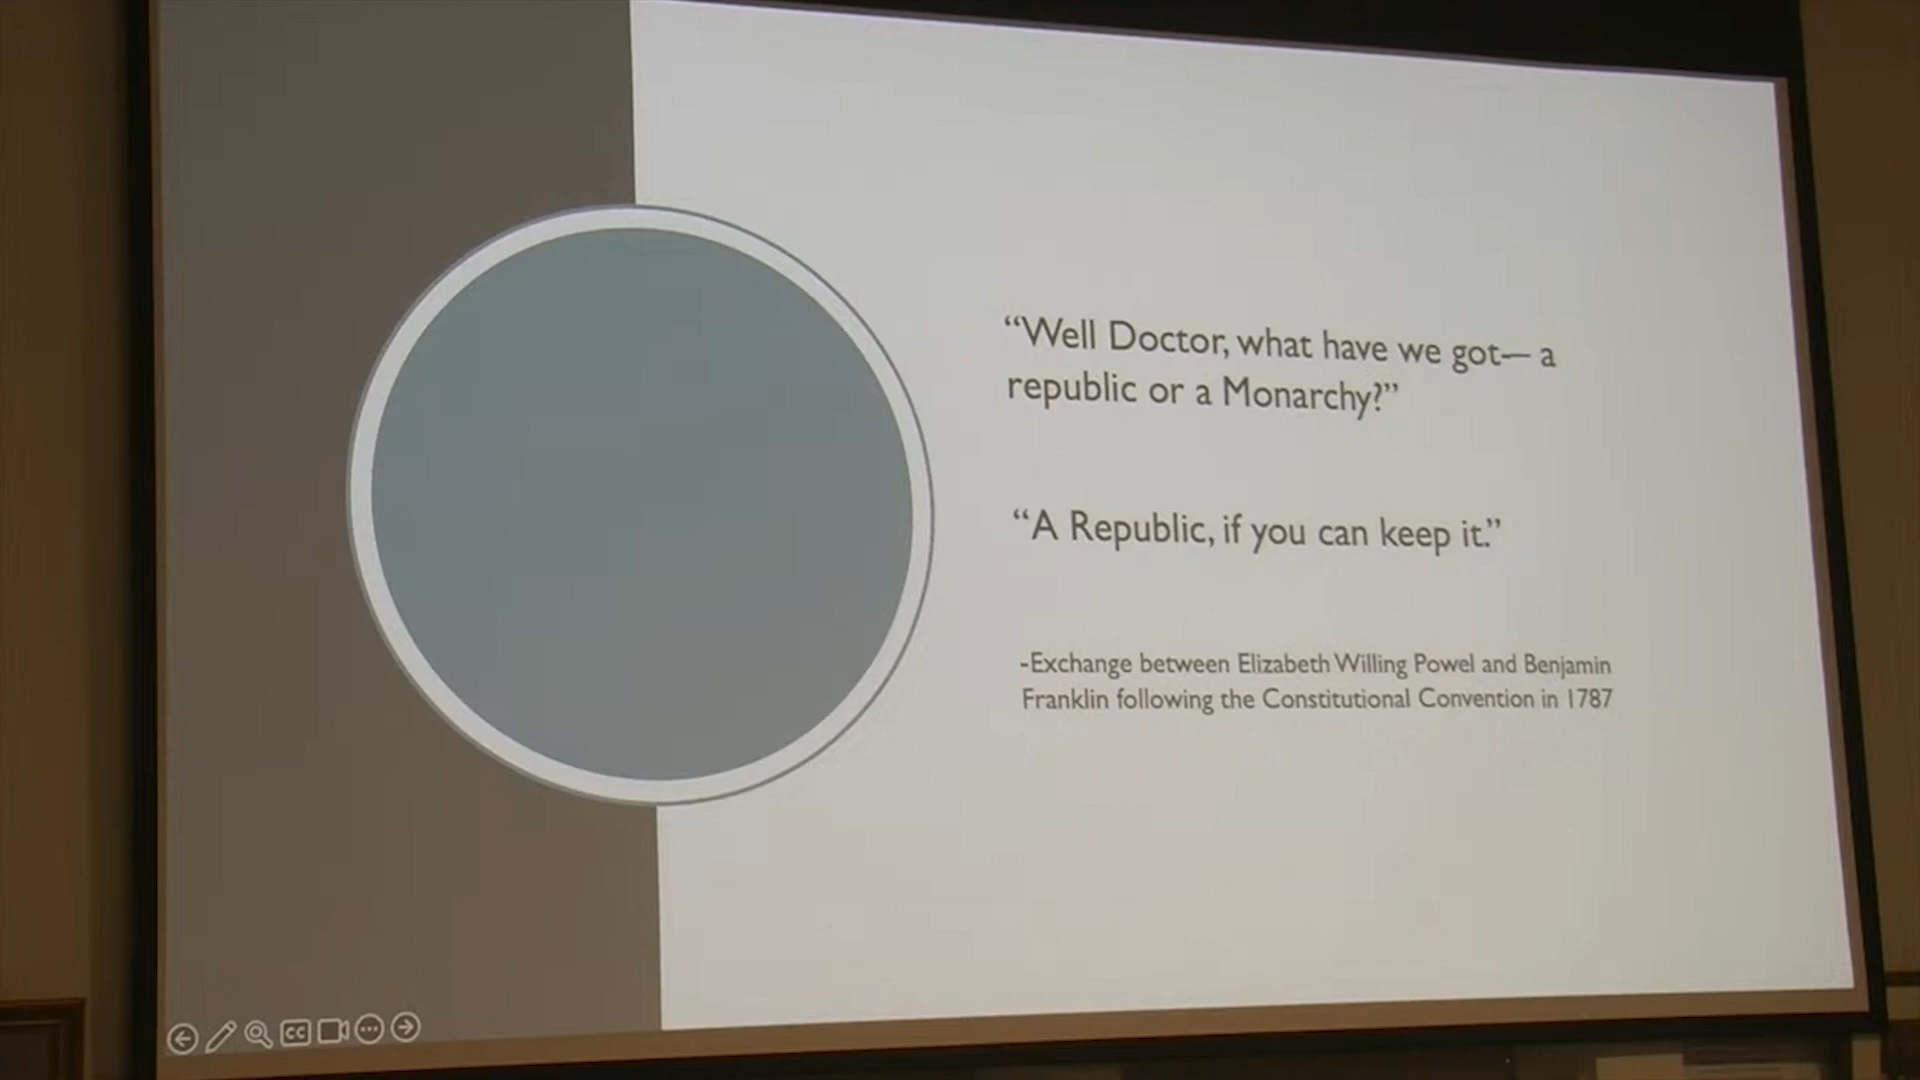 “Well Doctor, what have we got— a
republic or a Monarchy?”
“A Republic, if you can keep it.”
-Exchange between Elizabeth Willing Powel and Benjamin
Franklin following the Constitutional Convention in 1787
CC